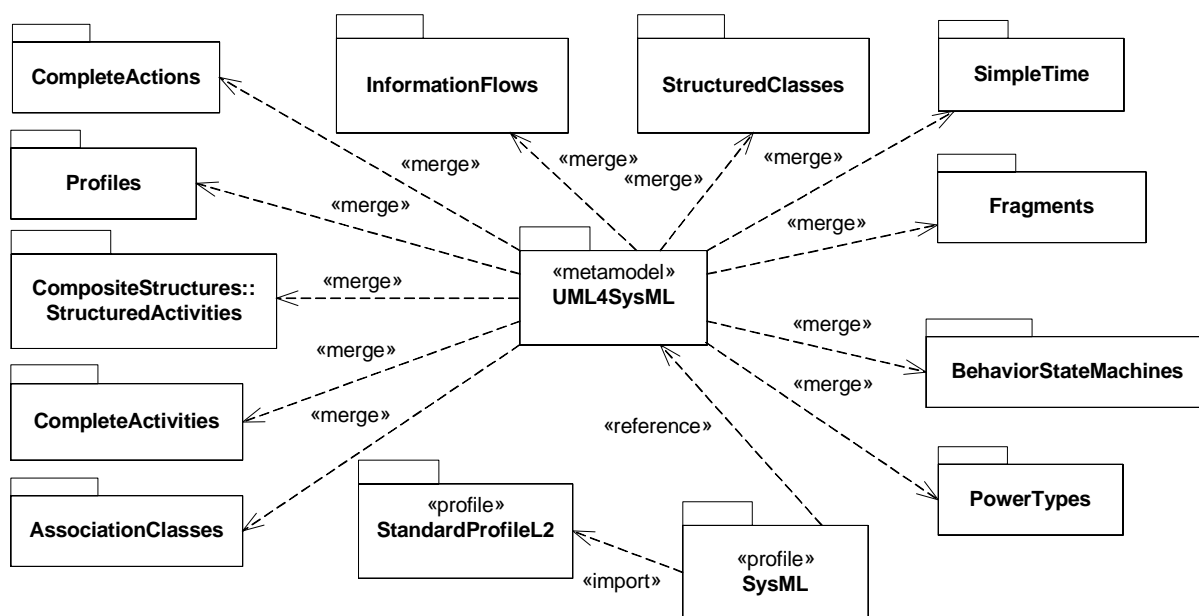 CompleteActions
InformationFlows
StructuredClasses
SimpleTime
«merge»
«merge»
«merge»
«merge»
Profiles
«merge»
«merge»
Fragments
CompositeStructures::
StructuredActivities
«merge»
«metamodel»
UML4SysML
«merge»
«merge»
BehaviorStateMachines
CompleteActivities
«merge»
«merge»
«reference»
AssociationClasses
«profile»
StandardProfileL2
PowerTypes
«import»
«profile»
SysML